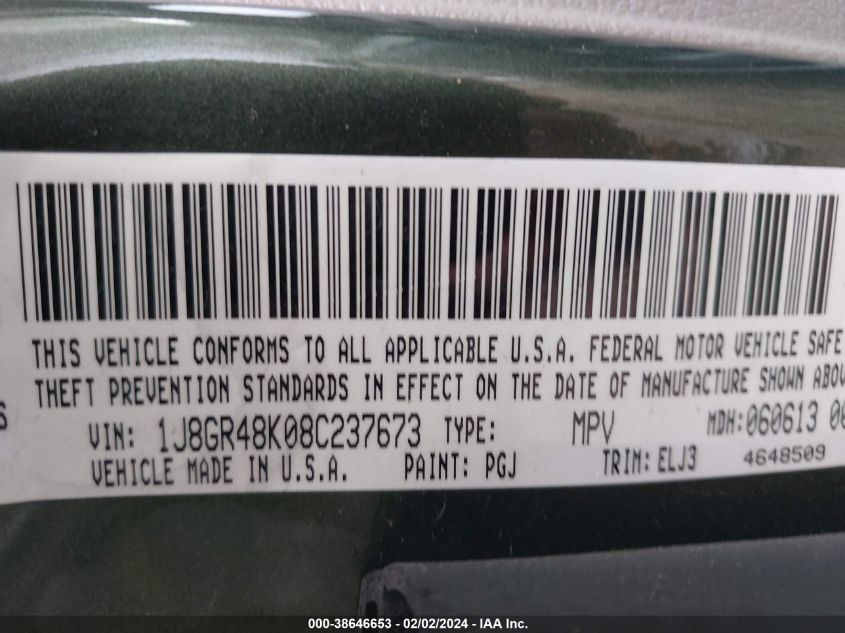 THIS VEHICLE CONFORMS TO ALL APPLICABLE U.S.A. FEDERAL MOTOR VEHICLE SAFE
THEFT PREVENTION STANDARDS IN EFFECT ON THE DATE OF MANUFACTURE SHOWN ABOV
S VIN: 1J8GR48K08C237673 TYPE: MPV MDH:060613 00
VEHICLE MADE IN U.S.A. PAINT: PGJ TRIM: ELJ3 4648509
000-38646653 - 02/02/2024 - IAA Inc.